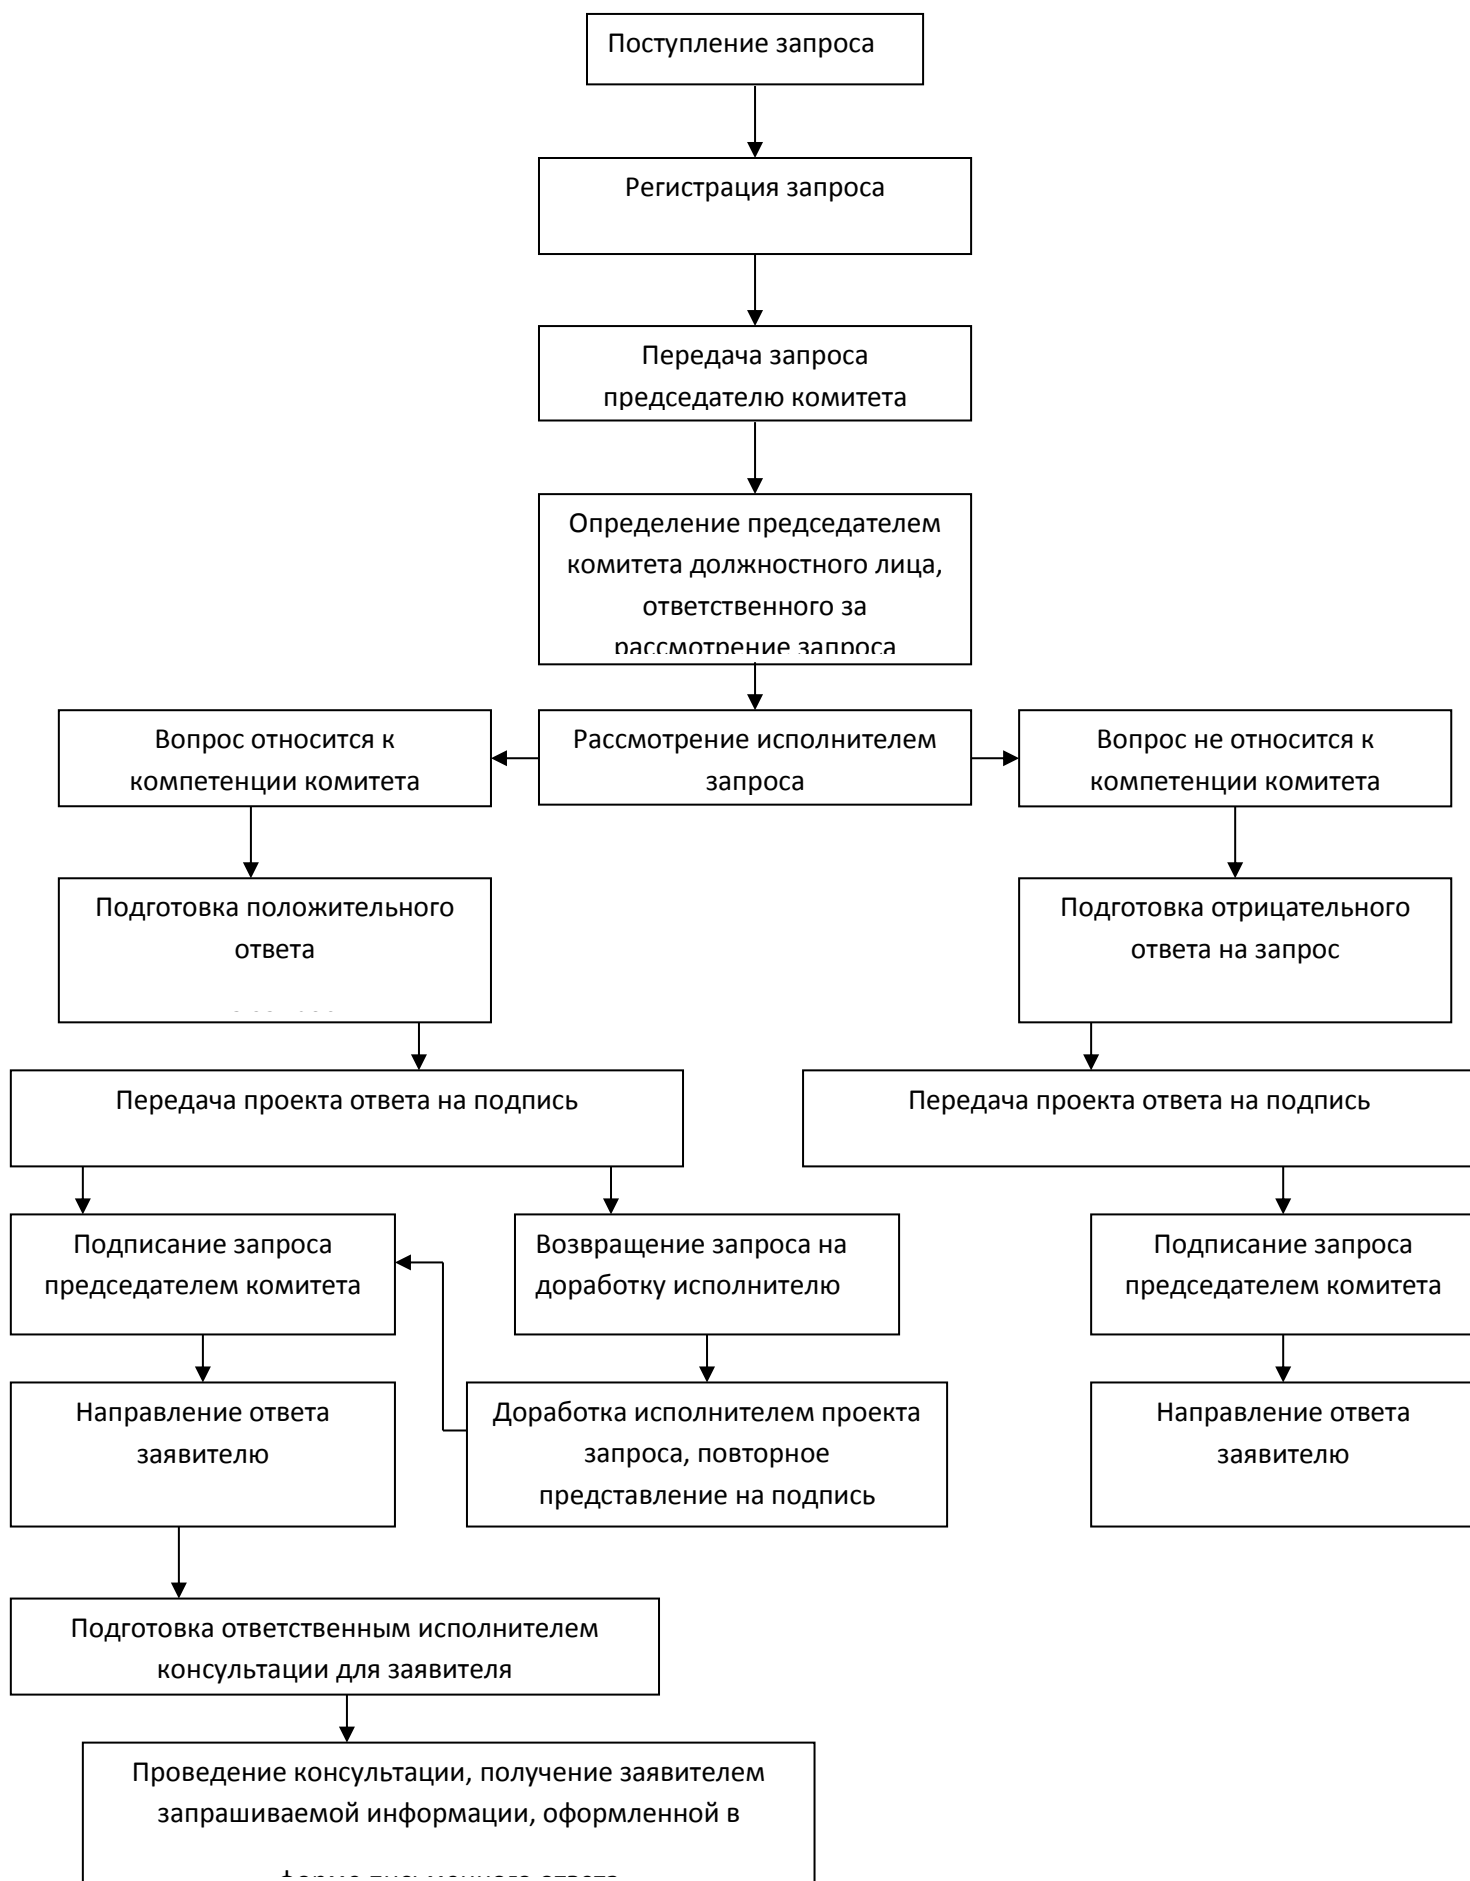 Поступление запроса
Регистрация запроса
Передача запроса
председателю комитета
Определение председателем
комитета должностного лица,
ответственного за
рассмотрение запроса
Вопрос относится к
компетенции комитета
Рассмотрение исполнителем
запроса
Вопрос не относится к
компетенции комитета
Подготовка положительного
ответа
Подготовка отрицательного
ответа на запрос
Передача проекта ответа на подпись
Передача проекта ответа на подпись
Подписание запроса
председателем комитета
Возвращение запроса на
доработку исполнителю
Подписание запроса
председателем комитета
Направление ответа
заявителю
Доработка исполнителем проекта
запроса, повторное
представление на подпись
Направление ответа
заявителю
Подготовка ответственным исполнителем
консультации для заявителя
Проведение консультации, получение заявителем
запрашиваемой информации, оформленной в
форме письменного ответа